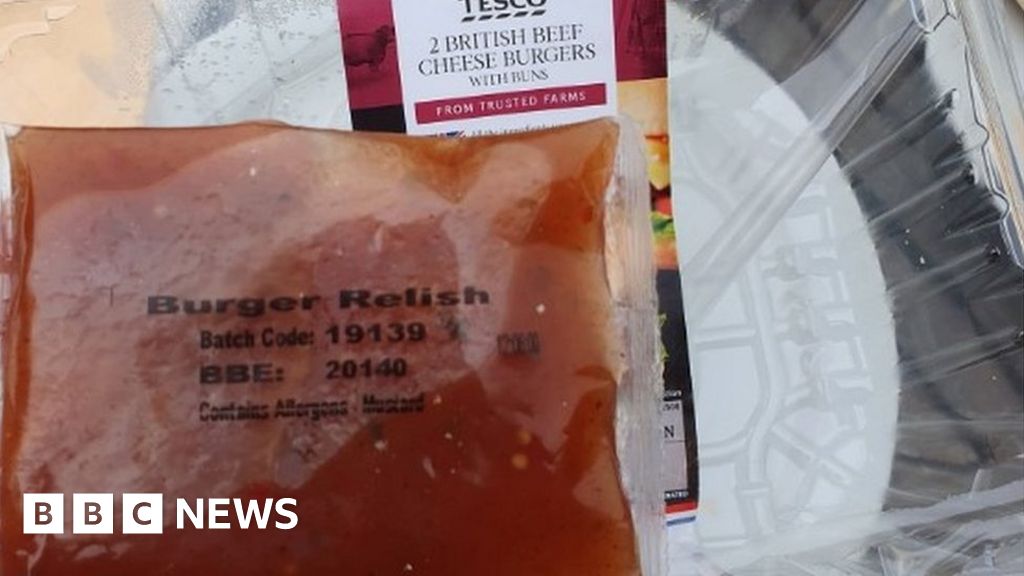 TESCO
2 BRITISH BEEF
CHEESE BURGERS
WITH BUNS
FROM TRUSTED FARMS
Burger Relish
Batch Code: 19139
BBE: 20140
Contains Allergens - Mustard
BBC NEWS